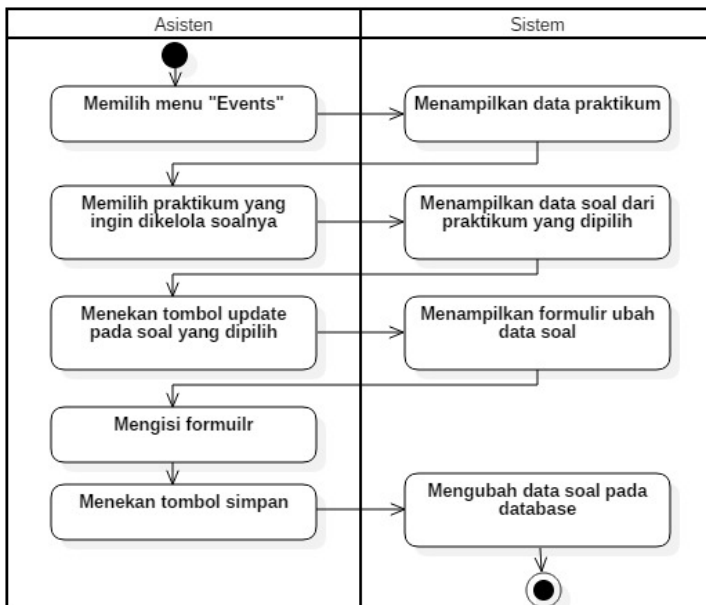 Asisten
Sistem
Memilih menu "Events"
Menampilkan data praktikum
Memilih praktikum yang
ingin dikelola soalnya
Menampilkan data soal dari
praktikum yang dipilih
Menekan tombol update
pada soal yang dipilih
Menampilkan formulir ubah
data soal
Mengisi formuilr
Menekan tombol simpan
Mengubah data soal pada
database